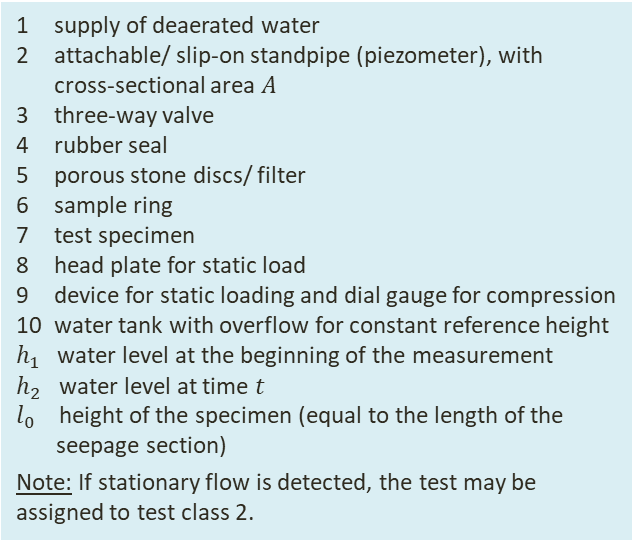 1 supply of deaerated water
2 attachable/ slip-on standpipe (piezometer), with
cross-sectional area A
3 three-way valve
4 rubber seal
5 porous stone discs/ filter
6 sample ring
7 test specimen
8 head plate for static load
9 device for static loading and dial gauge for compression
10 water tank with overflow for constant reference height
h₁ water level at the beginning of the measurement
h₂ water level at time t
l₀ height of the specimen (equal to the length of the
seepage section)
Note: If stationary flow is detected, the test may be
assigned to test class 2.